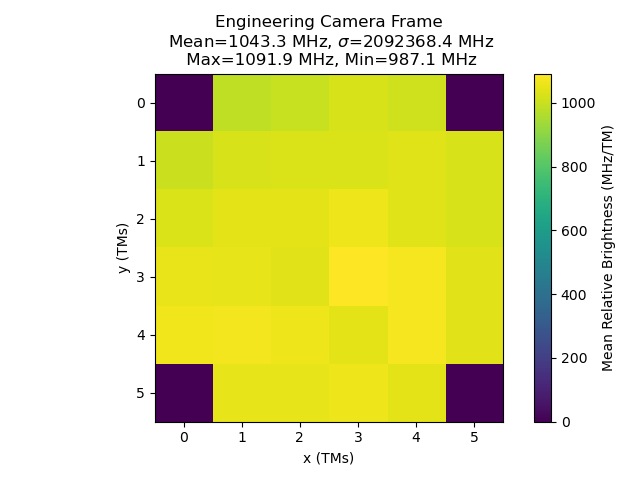 Engineering Camera Frame
Mean=1043.3 MHz, σ=2092368.4 MHz
Max=1091.9 MHz, Min=987.1 MHz
0
1
2
3
4
5
y (TMs)
0 1 2 3 4 5
x (TMs)
1000
800
600
400
200
0
Mean Relative Brightness (MHz/TM)